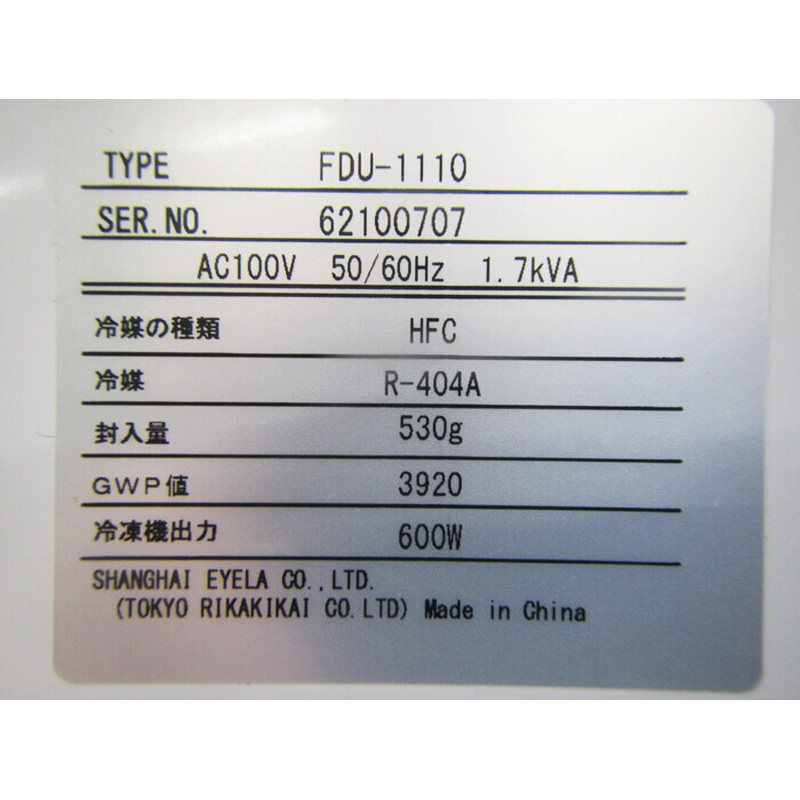 TYPE FDU-1110
SER.NO. 62100707
AC100V 50/60Hz 1.7kVA
冷媒の種類 HFC
冷媒 R-404A
封入量 530g
GWP値 3920
冷凍機出力 600W
SHANGHAI EYELA CO.,LTD.
(TOKYO RIKAKIKAI CO.LTD) Made in China